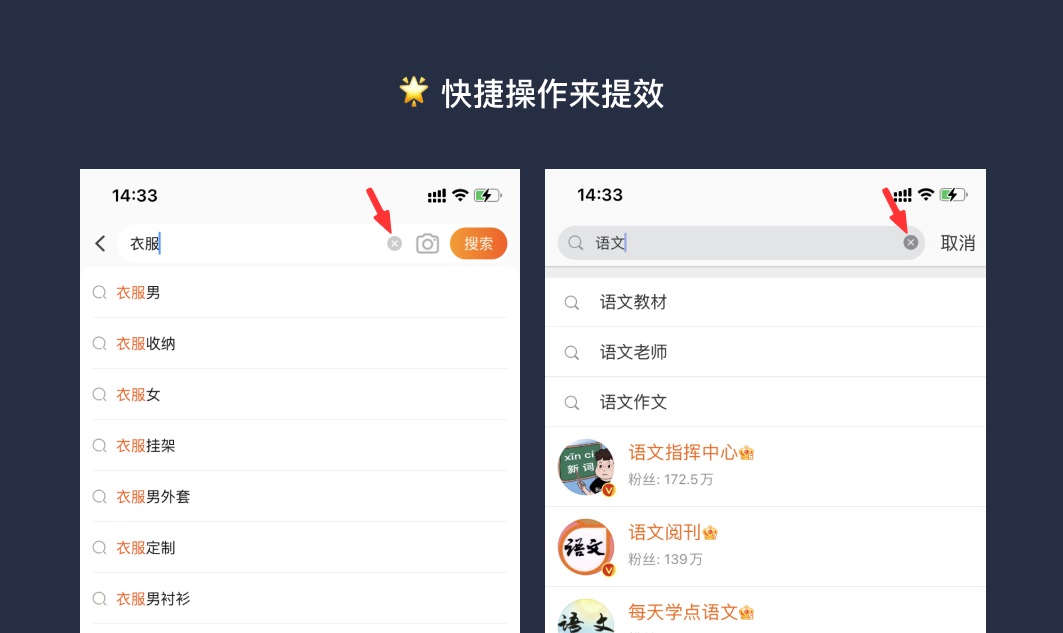 快捷操作来提效
14:33
衣服
搜索
衣服男
衣服收纳
衣服女
衣服挂架
衣服男外套
衣服定制
衣服男衬衫
14:33
语文
取消
语文教材
语文老师
语文作文
xīn cí
新词
语文指挥中心
粉丝: 172.5万
语文
语文阅刊
粉丝: 139万
语文
每天学点语文